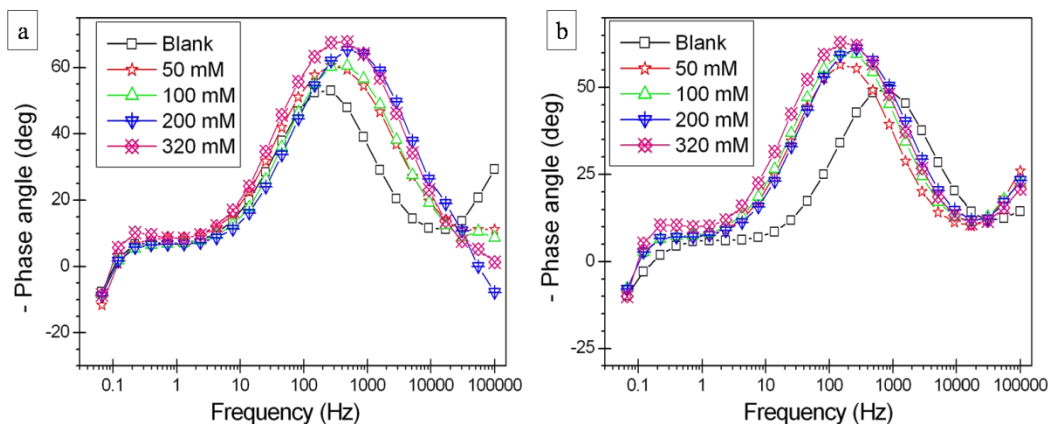 a
Blank
50 mM
100 mM
200 mM
320 mM
60
40
20
0
-20
- Phase angle (deg)
0.1
1
10
100
1000
10000
100000
Frequency (Hz)
b
Blank
50 mM
100 mM
200 mM
320 mM
50
25
0
-25
- Phase angle (deg)
0.1
1
10
100
1000
10000
100000
Frequency (Hz)